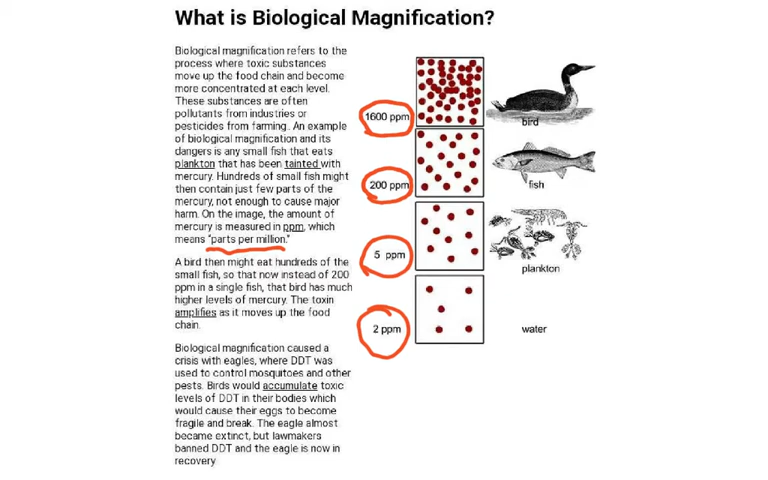 What is Biological Magnification?
Biological magnification refers to the
process where toxic substances
move up the food chain and become
more concentrated at each level.
These substances are often
pollutants from industries or
pesticides from farming. An example
of biological magnification and its
dangers is any small fish that eats
plankton that has been tainted with
mercury. Hundreds of small fish might
then contain just few parts of the
mercury, not enough to cause major
harm. On the image, the amount of
mercury is measured in ppm, which
means "parts per million."
A bird then might eat hundreds of the
small fish, so that now instead of 200
ppm in a single fish, that bird has much
higher levels of mercury. The toxin
amplifies as it moves up the food
chain.
Biological magnification caused a
crisis with eagles, where DDT was
used to control mosquitoes and other
pests. Birds would accumulate toxic
levels of DDT in their bodies which
would cause their eggs to become
fragile and break. The eagle almost
became extinct, but lawmakers
banned DDT and the eagle is now in
recovery
1600 ppm
bird
200 ppm
fish
5 ppm
plankton
2 ppm
water